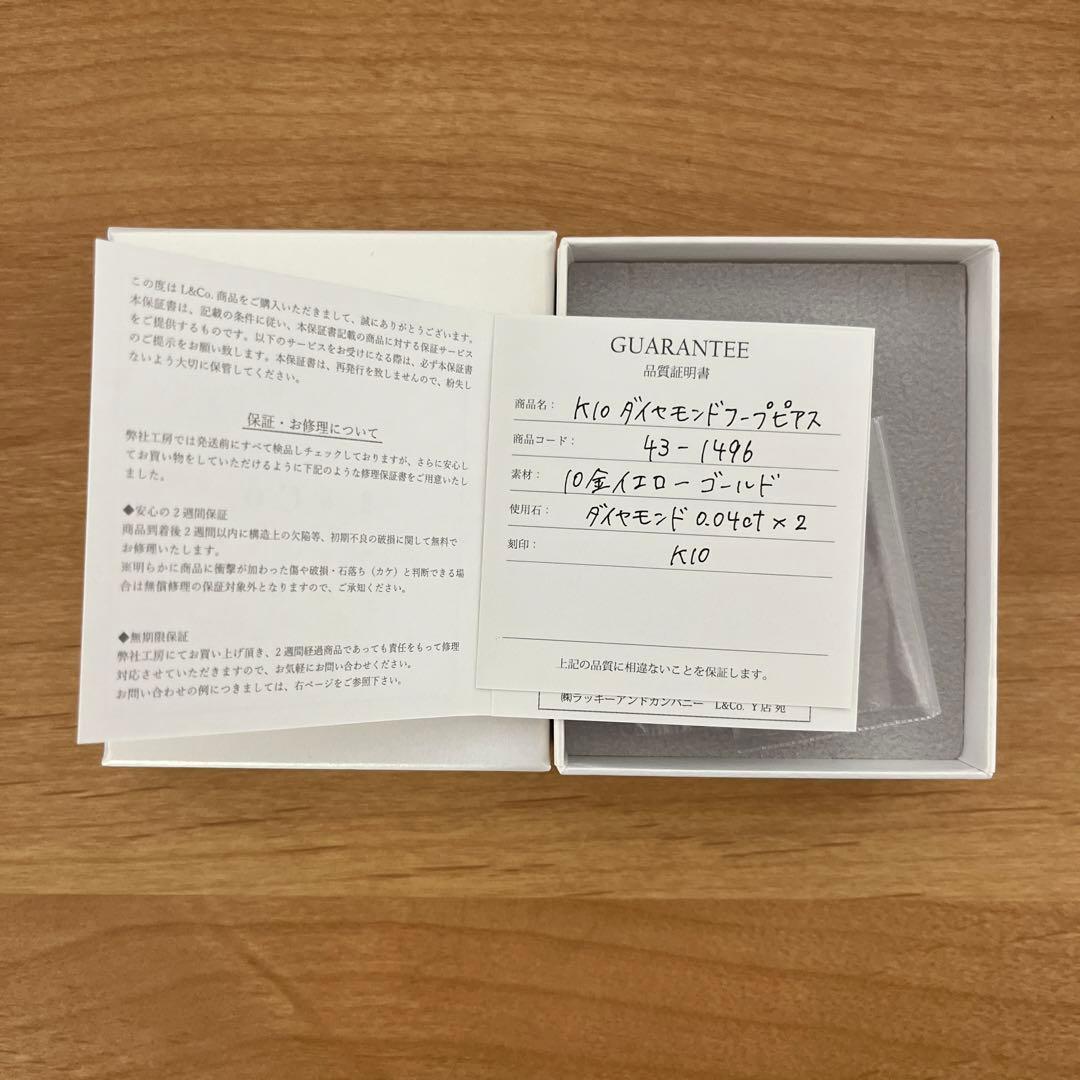 この度は L&Co. 商品をご購入いただきまして、誠にありがとうございます。
本保証書は、記載の条件に従い、本保証書記載の商品に対する保証サービス
をご提供するものです。以下のサービスをお受けになる際は、必ず本保証書
のご提示をお願い致します。本保証書は、再発行を致しませんので、紛失し
ないよう大切に保管してください。
保証・お修理について
弊社工房では発送前にすべて検品しチェックしておりますが、さらに安心し
てお買い物をしていただけるように下記のような修理保証書をご用意いたし
ました。
◆安心の2週間保証
商品到着後2週間以内に構造上の欠陥等、初期不良の破損に関して無料で
お修理いたします。
※明らかに商品に衝撃が加わった傷や破損・石落ち（カケ）と判断できる場
合は無償修理の保証対象外となりますので、ご承知ください。
◆無期限保証
弊社工房にてお買い上げ頂き、2週間経過商品であっても責任をもって修理
対応させていただきますので、お気軽にお問い合わせください。
お問い合わせの例につきましては、右ページをご参照下さい。
GUARANTEE
品質証明書
商品名： K10 ダイヤモンドフープピアス
商品コード： 43-1496
素材： 10金イエローゴールド
使用石： ダイヤモンド 0.04ct×2
刻印： K10
上記の品質に相違ないことを保証します。
㈱ラッキーアンドカンパニー L&Co. Y店 宛